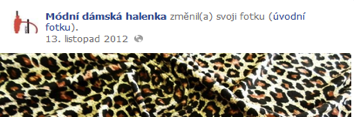 Módní dámská halenka změnil(a) svoji fotku (úvodní
fotku).
13. listopad 2012